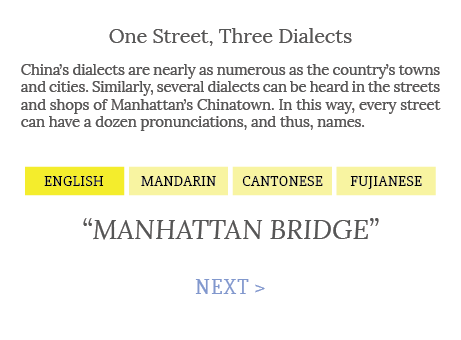 One Street, Three Dialects
China’s dialects are nearly as numerous as the country’s towns
and cities. Similarly, several dialects can be heard in the streets
and shops of Manhattan’s Chinatown. In this way, every street
can have a dozen pronunciations, and thus, names.
ENGLISH MANDARIN CANTONESE FUJIANESE
“MANHATTAN BRIDGE”
NEXT >